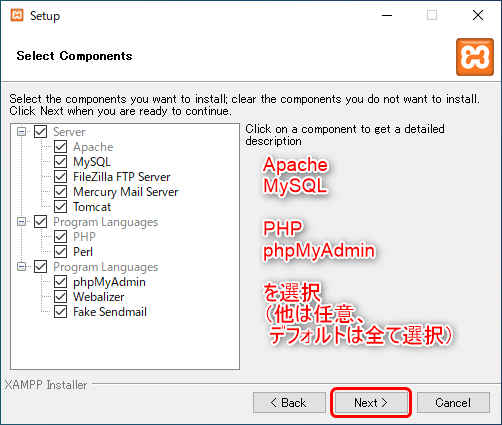 Setup
Select Components
Select the components you want to install; clear the components you do not want to install.
Click Next when you are ready to continue.
Server
Apache
MySQL
FileZilla FTP Server
Mercury Mail Server
Tomcat
Program Languages
PHP
Perl
Program Languages
phpMyAdmin
Webalizer
Fake Sendmail
Click on a component to get a detailed
description
Apache
MySQL
PHP
phpMyAdmin
を選択
（他は任意、
デフォルトは全て選択）
XAMPP Installer
< Back
Next >
Cancel